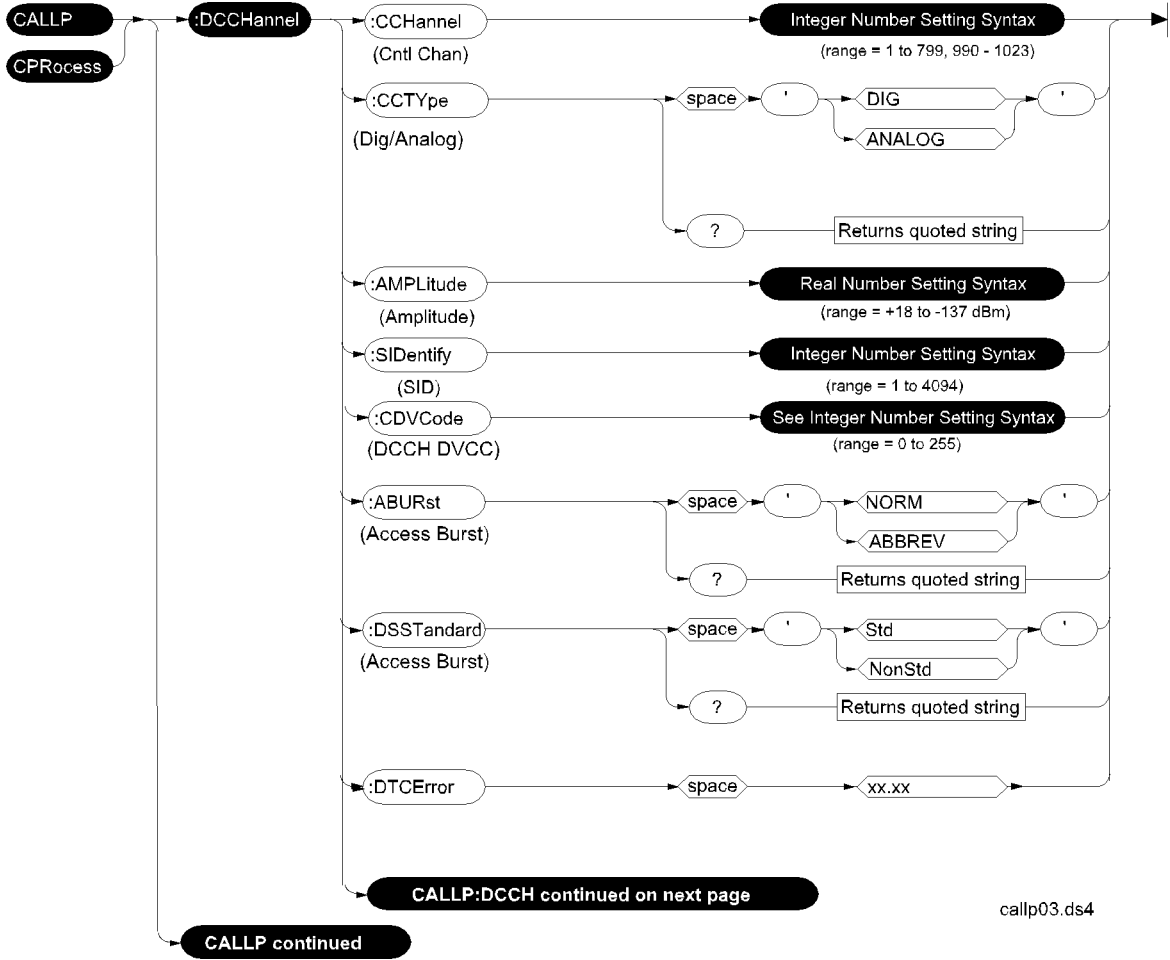 CALLP :DCCHannel :CCHannel Integer Number Setting Syntax
(Cntl Chan) (range = 1 to 799, 990 - 1023)
CPRocess
:CCTYpe space ' DIG '
(Dig/Analog) ANALOG
? Returns quoted string
:AMPLitude Real Number Setting Syntax
(Amplitude) (range = +18 to -137 dBm)
:SIDentify Integer Number Setting Syntax
(SID) (range = 1 to 4094)
:CDVCode See Integer Number Setting Syntax
(DCCH DVCC) (range = 0 to 255)
:ABURst space ' NORM '
(Access Burst) ABBREV
? Returns quoted string
:DSSTandard space ' Std '
(Access Burst) NonStd
? Returns quoted string
:DTCError space xx.xx
CALLP:DCCH continued on next page
callp03.ds4
CALLP continued